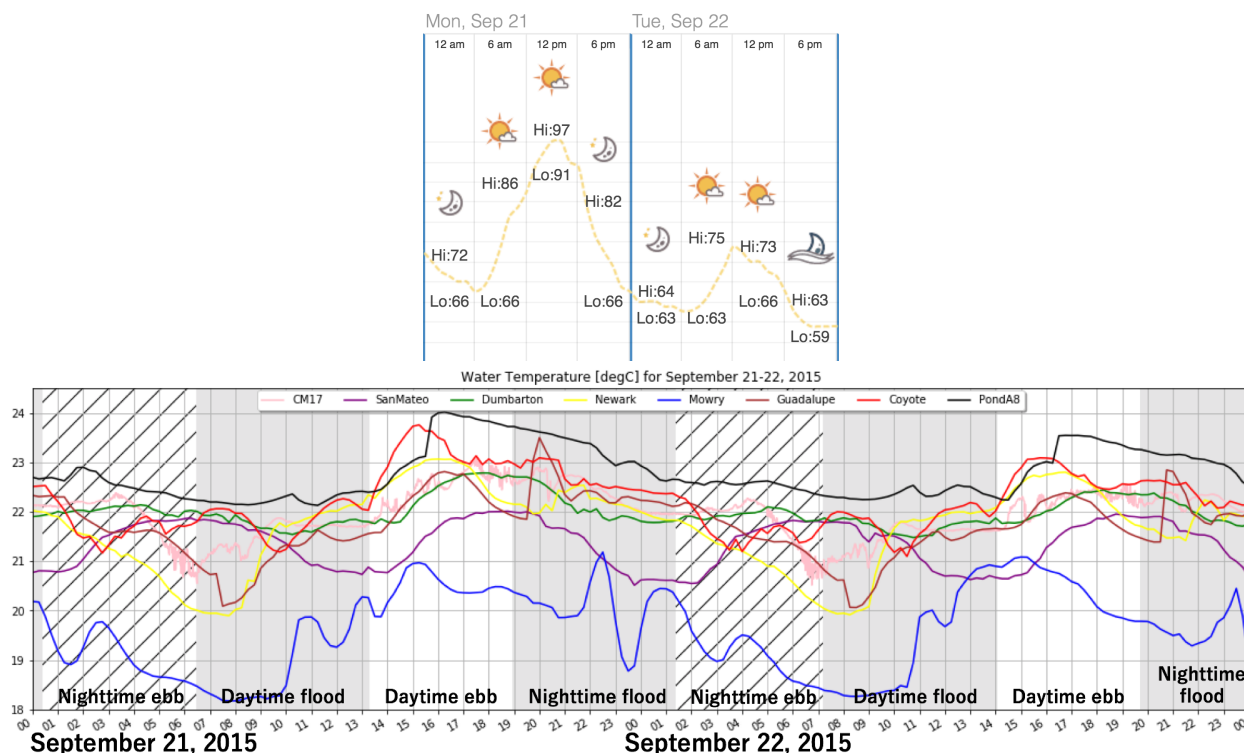 Mon, Sep 21 Tue, Sep 22
12 am 6 am 12 pm 6 pm 12 am 6 am 12 pm 6 pm
Hi:97
Lo:91
Hi:86
Hi:82
Hi:75
Hi:73
Hi:72
Hi:64
Hi:63
Lo:66 Lo:66 Lo:66 Lo:66
Lo:63 Lo:63
Lo:59
Water Temperature [degC] for September 21-22, 2015
CM17 SanMateo Dumbarton Newark Mowry Guadalupe Coyote PondA8
24
23
22
21
20
19
18
Nighttime ebb Daytime flood Daytime ebb Nighttime flood Nighttime ebb Daytime flood Daytime ebb Nighttime flood
00 01 02 03 04 05 06 07 08 09 10 11 12 13 14 15 16 17 18 19 20 21 22 23 00 01 02 03 04 05 06 07 08 09 10 11 12 13 14 15 16 17 18 19 20 21 22 23 00
September 21, 2015 September 22, 2015